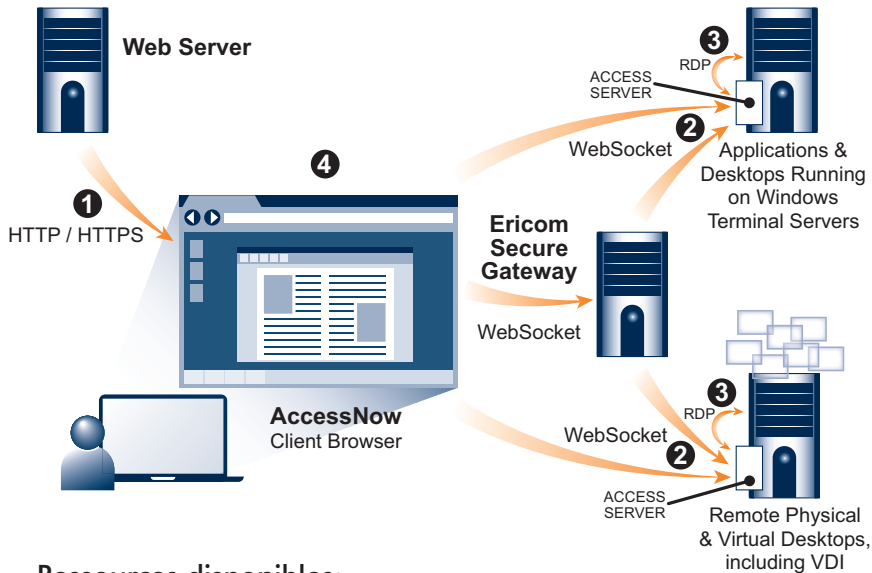 Web Server
1
HTTP / HTTPS
4
AccessNow
Client Browser
WebSocket
2
ACCESS
SERVER
RDP
3
Applications &
Desktops Running
on Windows
Terminal Servers
Ericom
Secure
Gateway
WebSocket
WebSocket
2
RDP
3
ACCESS
SERVER
Remote Physical
& Virtual Desktops,
including VDI
Ressources disponibles: